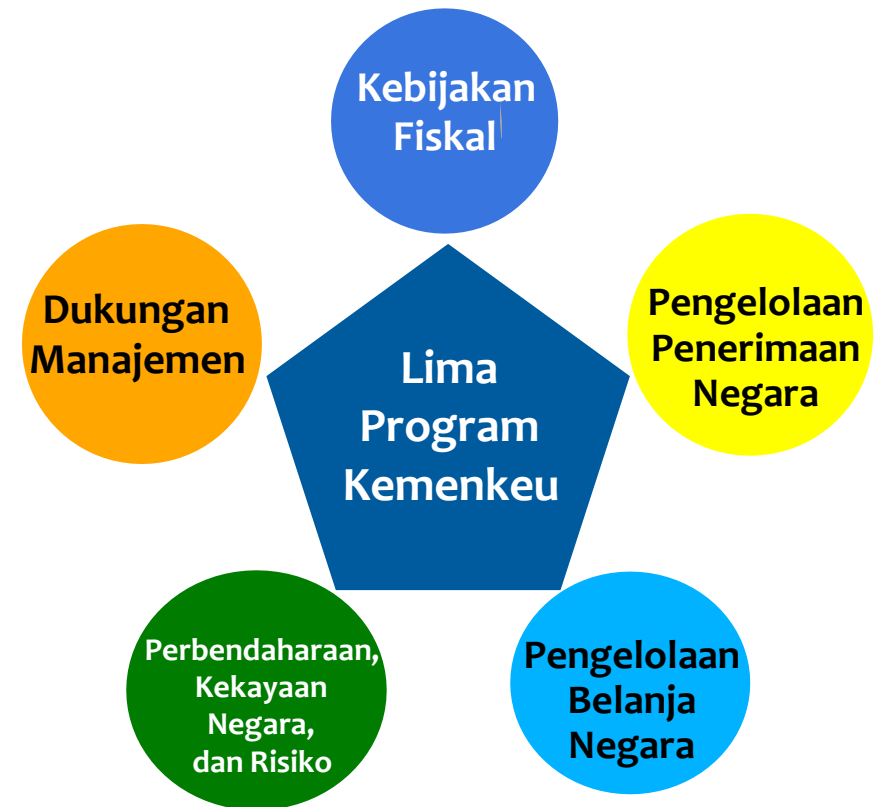 Kebijakan
Fiskal
Dukungan
Manajemen
Pengelolaan
Penerimaan
Negara
Lima
Program
Kemenkeu
Perbendaharaan,
Kekayaan
Negara,
dan Risiko
Pengelolaan
Belanja
Negara